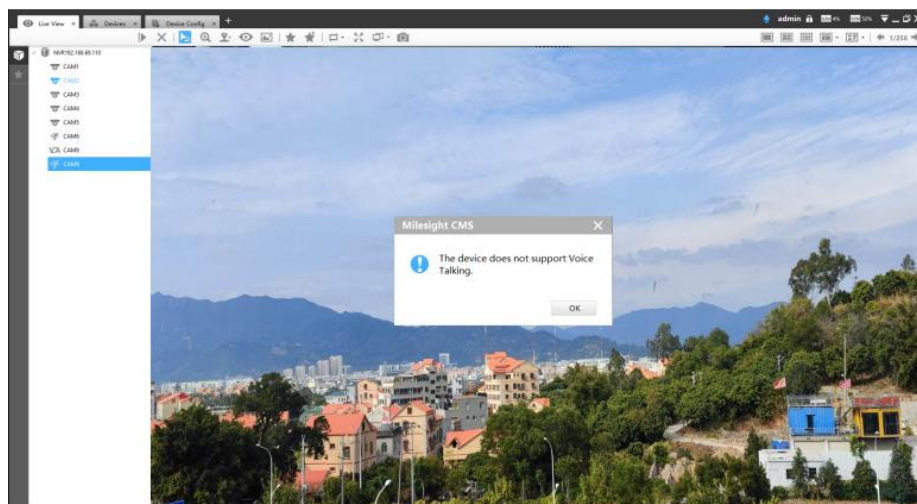 Live View
Devices
Device Config
admin
1/256
NVR192.168.69.110
CAM1
CAM2
CAM3
CAM4
CAM5
CAM6
CAM8
CAM9
Milesight CMS
The device does not support Voice
Talking.
OK